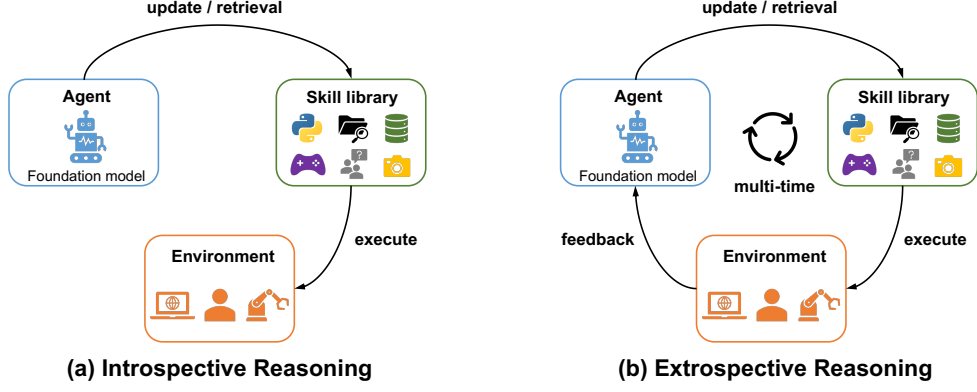 update / retrieval
Agent
Foundation model
Skill library
?
execute
Environment
(a) Introspective Reasoning
update / retrieval
Agent
Foundation model
multi-time
Skill library
?
feedback
execute
Environment
(b) Extrospective Reasoning